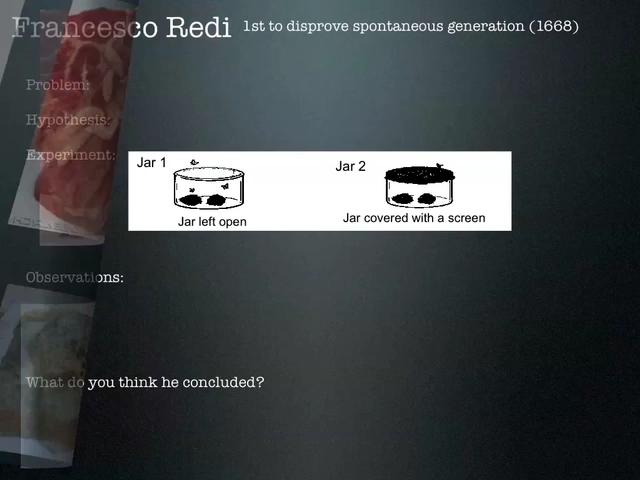 Francesco Redi 1st to disprove spontaneous generation (1668)
Problem:
Hypothesis:
Experiment:
Jar 1
Jar 2
Jar left open
Jar covered with a screen
Observations:
What do you think he concluded?